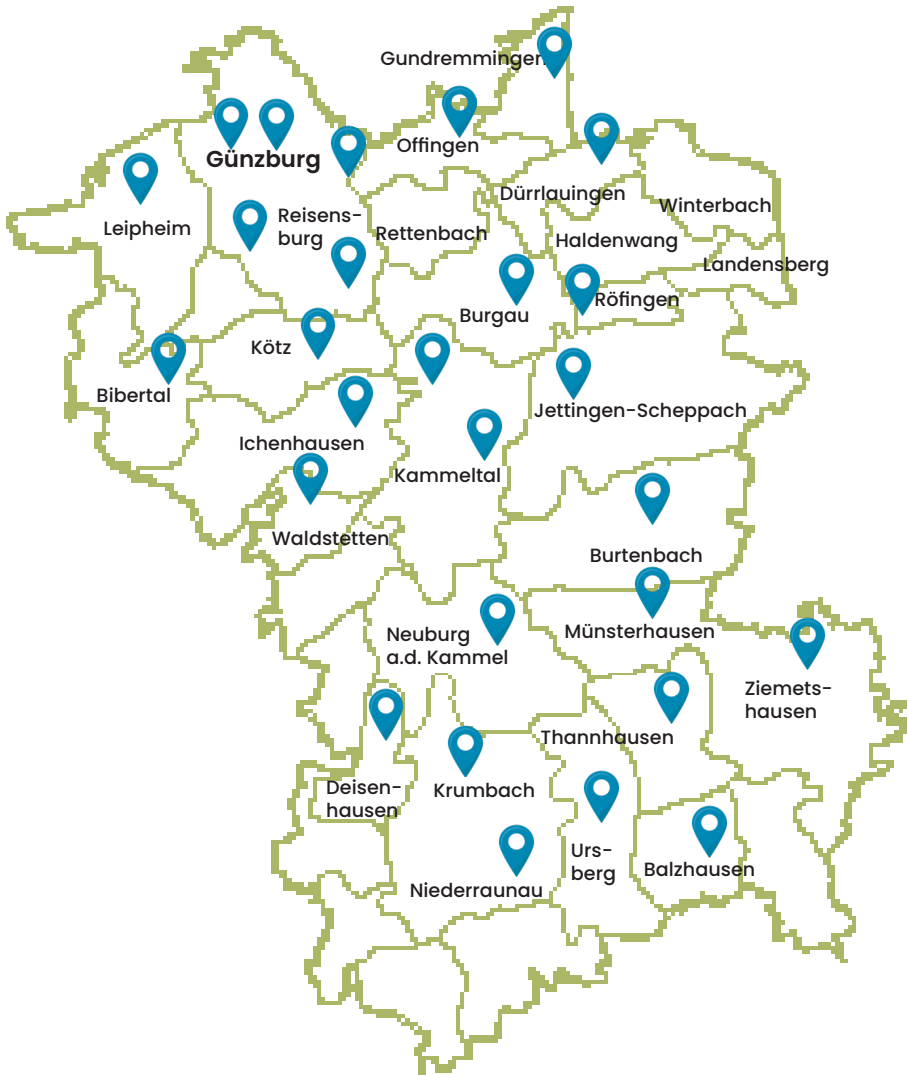 Gundremmingen
Offingen
Günzburg
Dürrlauingen
Winterbach
Leipheim
Reisens-
burg
Rettenbach
Haldenwang
Landensberg
Röfingen
Burgau
Kötz
Bibertal
Jettingen-Scheppach
Ichenhausen
Kammeltal
Waldstetten
Burtenbach
Neuburg
a.d. Kammel
Münsterhausen
Ziemets-
hausen
Thannhausen
Deisen-
hausen
Krumbach
Urs-
berg
Balzhausen
Niederraunau